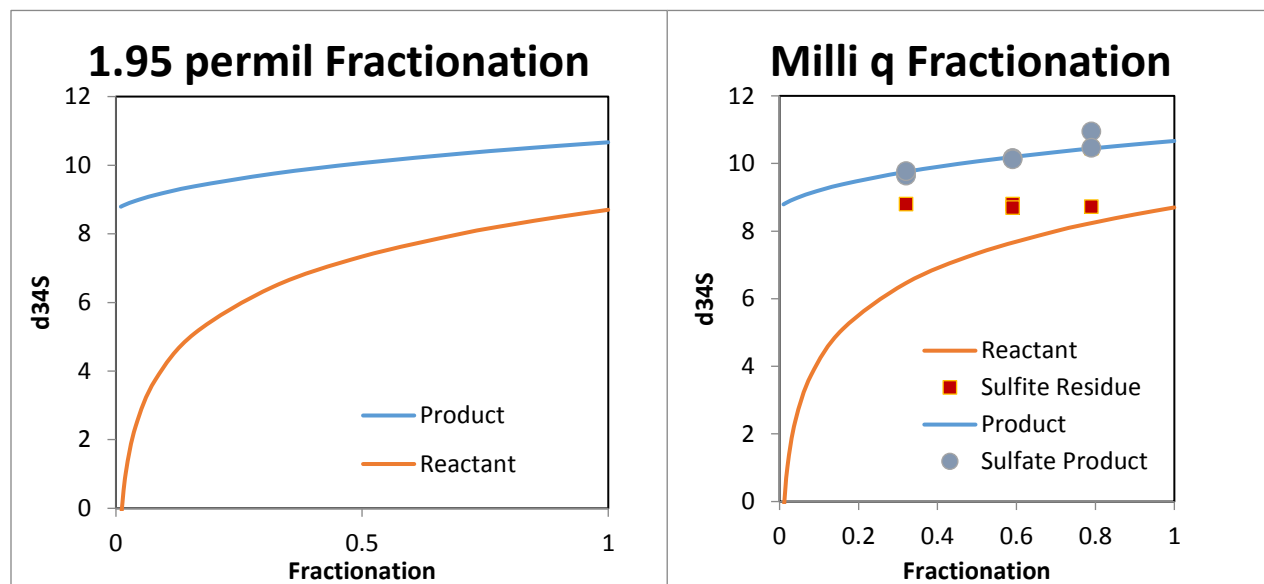 1.95 permil Fractionation
12
10
8
6
4
2
0
d34S
Product
Reactant
0
0.5
1
Fractionation
Milli q Fractionation
12
10
8
6
4
2
0
d34S
Reactant
Sulfite Residue
Product
Sulfate Product
0
0.2
0.4
0.6
0.8
1
Fractionation